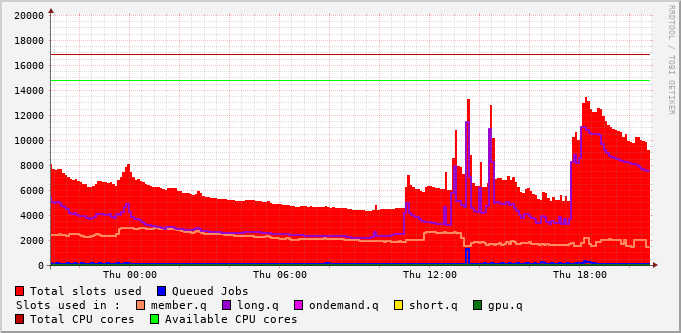 20000
18000
16000
14000
12000
10000
8000
6000
4000
2000
0
Thu 00:00 Thu 06:00 Thu 12:00 Thu 18:00
RRDTOOL / TOBI OETIKER
Total slots used Queued Jobs
Slots used in : member.q long.q ondemand.q short.q gpu.q
Total CPU cores Available CPU cores